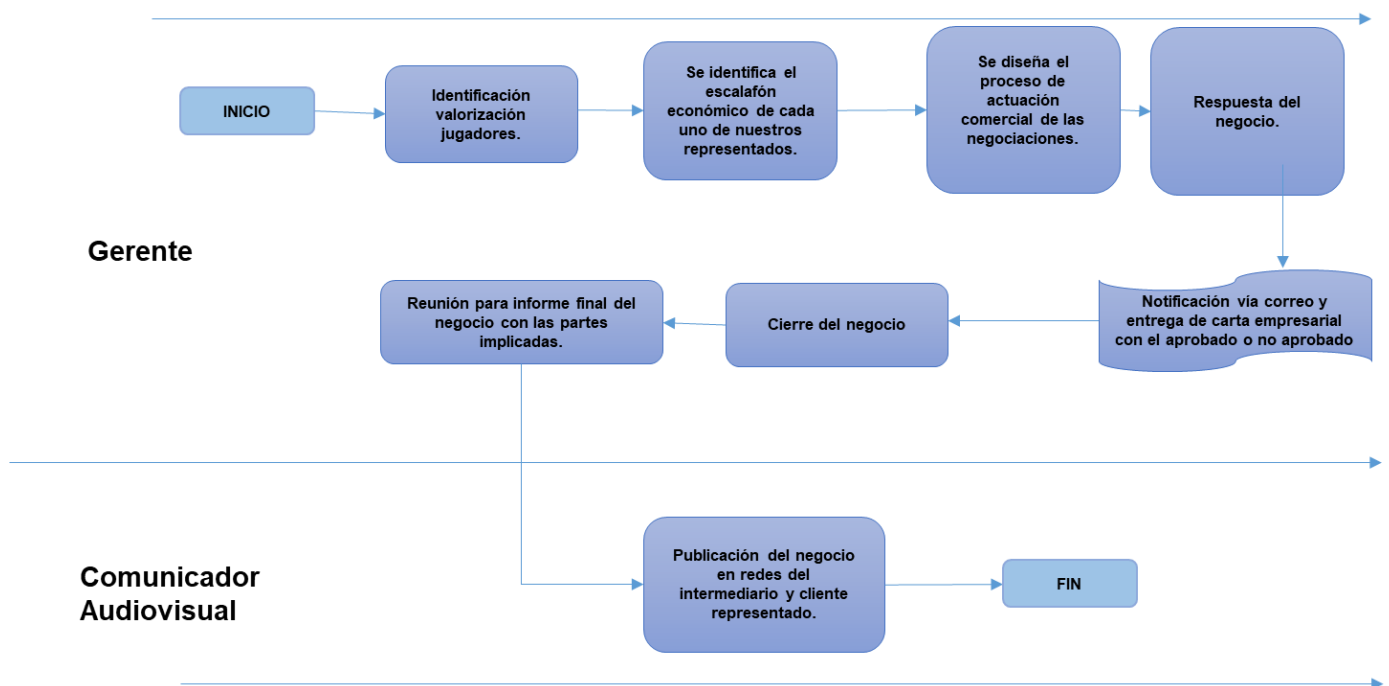 INICIO
Identificación
valorización
jugadores.
Se identifica el
escalafón
económico de cada
uno de nuestros
representados.
Se diseña el
proceso de
actuación
comercial de las
negociaciones.
Respuesta del
negocio.
Gerente
Reunión para informe final del
negocio con las partes
implicadas.
Cierre del negocio
Notificación vía correo y
entrega de carta empresarial
con el aprobado o no aprobado
Comunicador
Audiovisual
Publicación del negocio
en redes del
intermediario y cliente
representado.
FIN